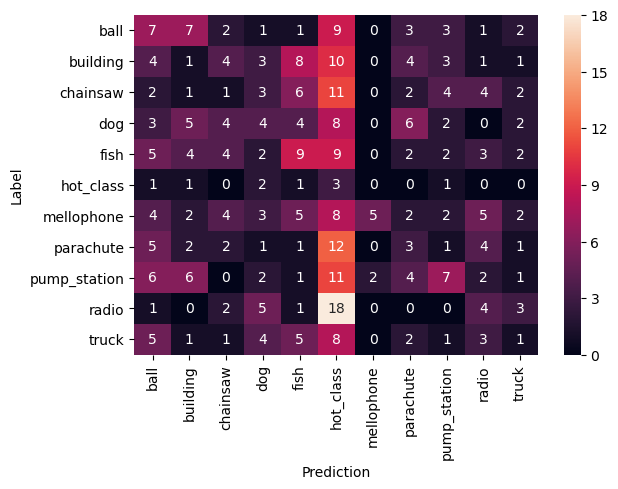 ball 7 7 2 1 1 9 0 3 3 1 2
building 4 1 4 3 8 10 0 4 3 1 1
chainsaw 2 1 1 3 6 11 0 2 4 4 2
dog 3 5 4 4 4 8 0 6 2 0 2
fish 5 4 4 2 9 9 0 2 2 3 2
hot_class 1 1 0 2 1 3 0 0 1 0 0
mellophone 4 2 4 3 5 8 5 2 2 5 2
parachute 5 2 2 1 1 12 0 3 1 4 1
pump_station 6 6 0 2 1 11 2 4 7 2 1
radio 1 0 2 5 1 18 0 0 0 4 3
truck 5 1 1 4 5 8 0 2 1 3 1
ball building chainsaw dog fish hot_class mellophone parachute pump_station radio truck
Prediction
Label
18
15
12
9
6
3
0